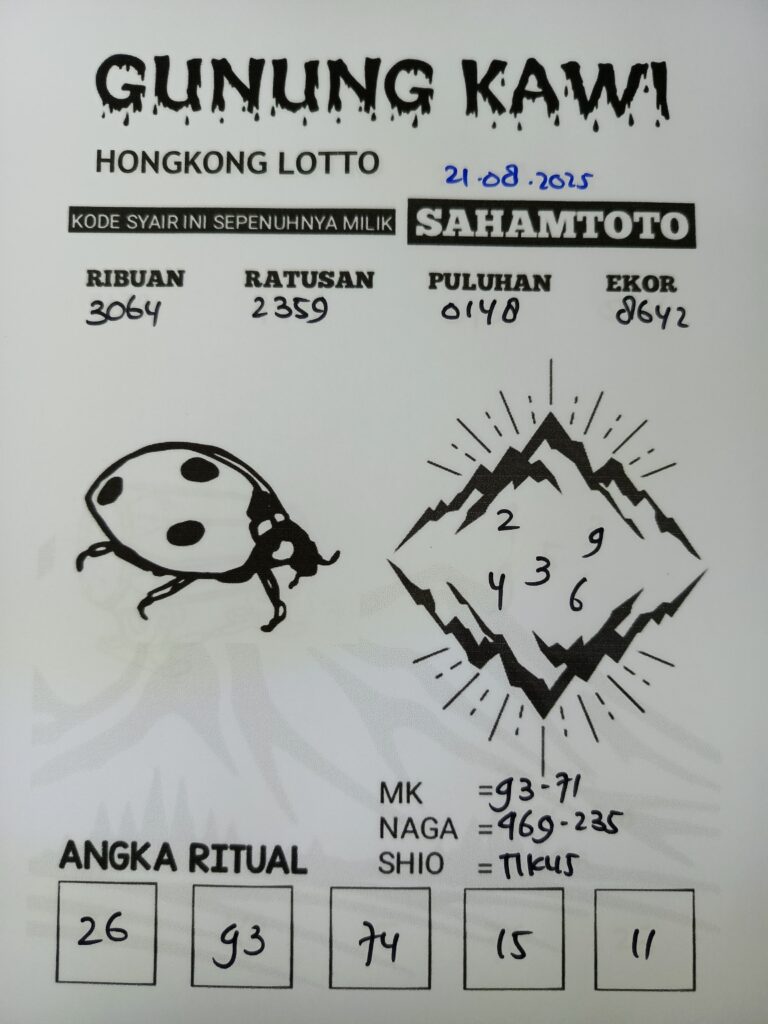 GUNUNG KAWI
HONGKONG LOTTO 21.08.2025
KODE SYAIR INI SEPENUHNYA MILIK SAHAMTOTO
RIBUAN RATUSAN PULUHAN EKOR
3064 2359 0148 8642
2 9
3
4 6
MK =93-71
NAGA =969-235
SHIO =TIKUS
ANGKA RITUAL
26 93 74 15 11